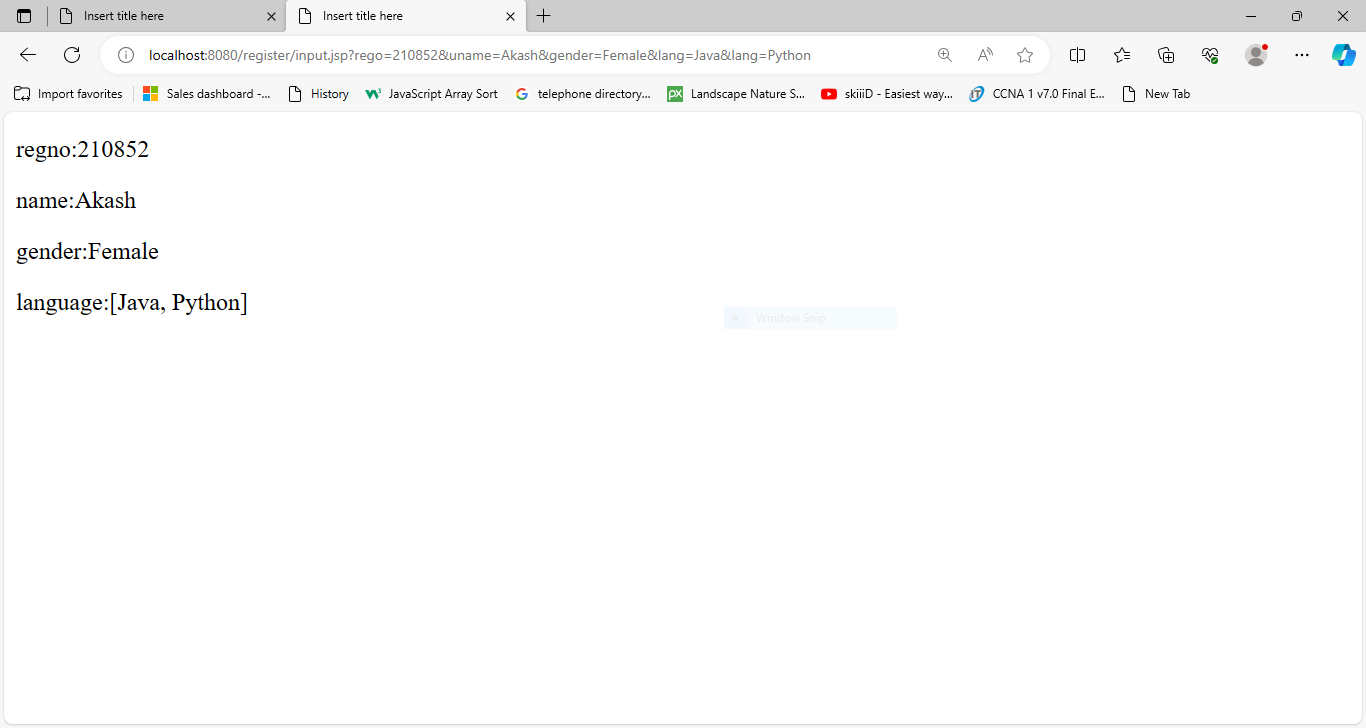 Insert title here
Insert title here
localhost:8080/register/input.jsp?rego=210852&uname=Akash&gender=Female&lang=Java&lang=Python
Import favorites
Sales dashboard -...
History
JavaScript Array Sort
telephone directory...
Landscape Nature S...
skiiiD - Easiest way...
CCNA 1 v7.0 Final E...
New Tab
regno:210852
name:Akash
gender:Female
language:[Java, Python]
Window Snip